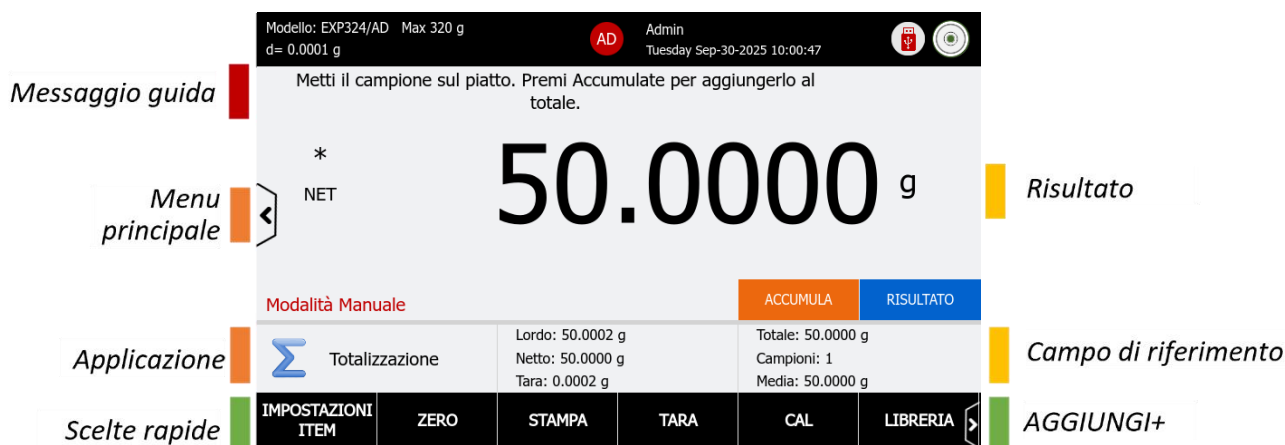 Modello: EXP324/AD Max 320 g
d= 0.0001 g
AD
Admin
Tuesday Sep-30-2025 10:00:47
Messaggio guida
Metti il campione sul piatto. Premi Accumulate per aggiungerlo al
totale.
*
NET
50.0000 g
Menu
principale
Risultato
Modalità Manuale
ACCUMULA
RISULTATO
Applicazione
Σ Totalizzazione
Lordo: 50.0002 g
Netto: 50.0000 g
Tara: 0.0002 g
Totale: 50.0000 g
Campioni: 1
Media: 50.0000 g
Campo di riferimento
Scelte rapide
IMPOSTAZIONI
ITEM
ZERO
STAMPA
TARA
CAL
LIBRERIA
AGGIUNGI+